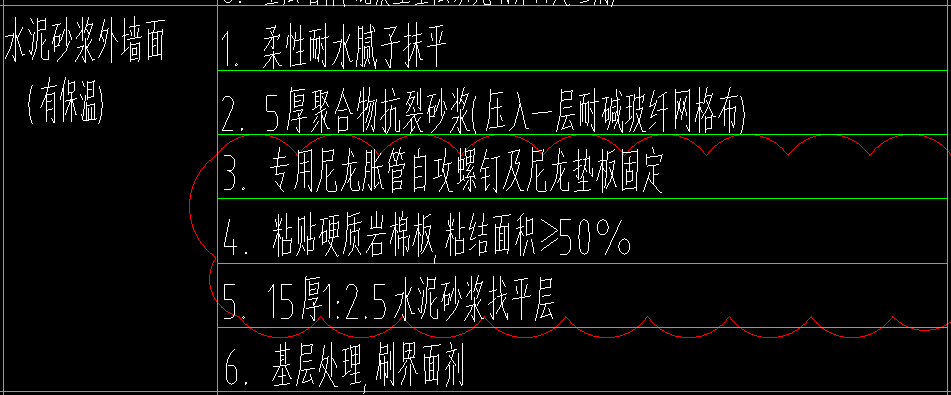 水泥砂浆外墙面
(有保温)
1. 柔性耐水腻子抹平
2. 5厚聚合物抗裂砂浆(压入一层耐碱玻纤网格布)
3. 专用尼龙胀管自攻螺钉及尼龙垫板固定
4. 粘贴硬质岩棉板,粘结面积≥50%
5. 15厚1:2.5水泥砂浆找平层
6. 基层处理,刷界面剂